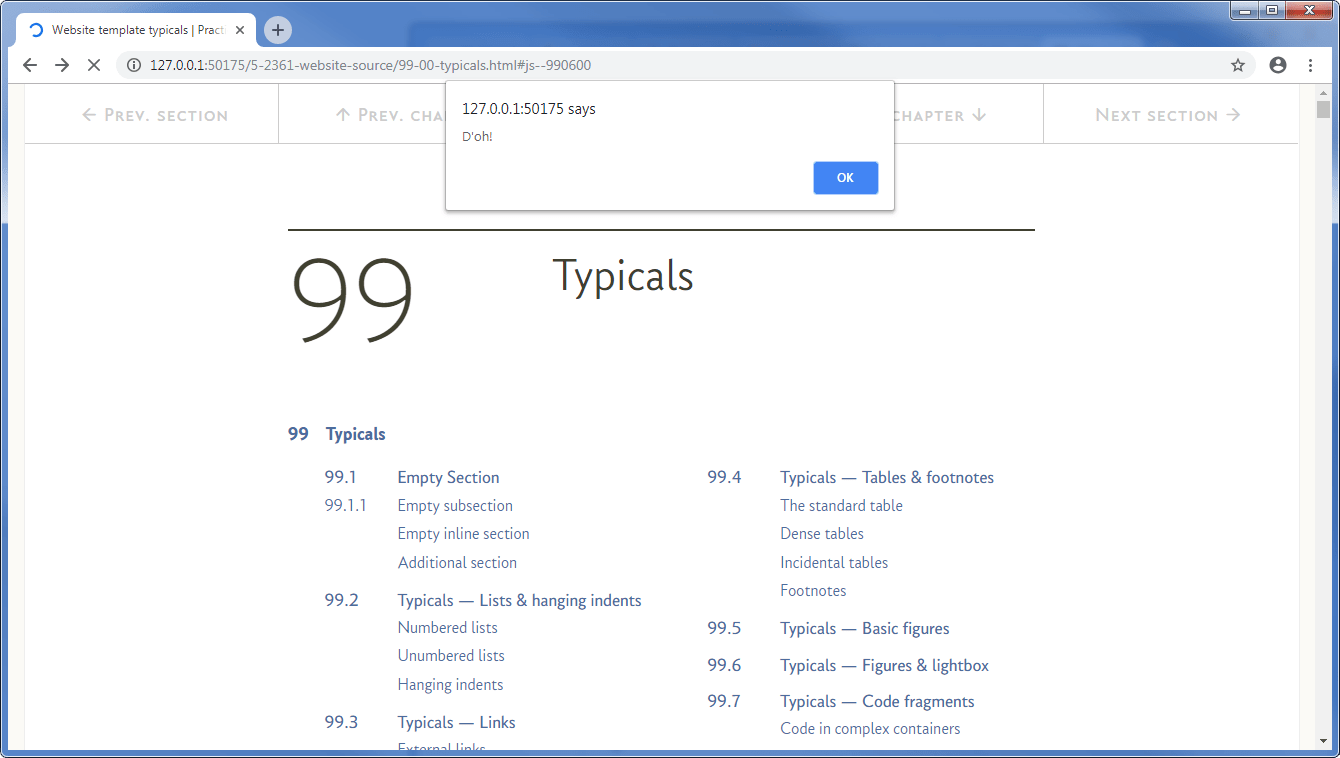 Website template typicals | Pract
127.0.0.1:50175/5-2361-website-source/99-00-typicals.html#js--990600
127.0.0.1:50175 says
D'oh!
OK
← Prev. section
↑ Prev. cha
chapter ↓
Next section →
99
Typicals
99 Typicals
99.1 Empty Section
99.1.1 Empty subsection
Empty inline section
Additional section
99.2 Typicals — Lists & hanging indents
Numbered lists
Unumbered lists
Hanging indents
99.3 Typicals — Links
External links
99.4 Typicals — Tables & footnotes
The standard table
Dense tables
Incidental tables
Footnotes
99.5 Typicals — Basic figures
99.6 Typicals — Figures & lightbox
99.7 Typicals — Code fragments
Code in complex containers